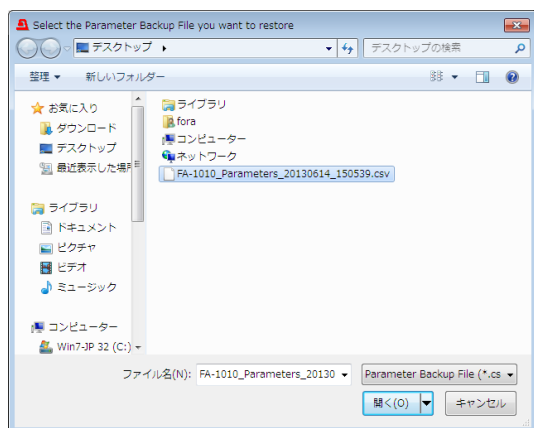 Select the Parameter Backup File you want to restore
デスクトップ
デスクトップの検索
整理
新しいフォルダー
お気に入り
ダウンロード
デスクトップ
最近表示した場所
ライブラリ
ドキュメント
ピクチャ
ビデオ
ミュージック
コンピューター
Win7-JP 32 (C:)
ライブラリ
fora
コンピューター
ネットワーク
FA-1010_Parameters_20130614_150539.csv
ファイル名(N):
FA-1010_Parameters_20130
Parameter Backup File (*.cs
開く(O)
キャンセル